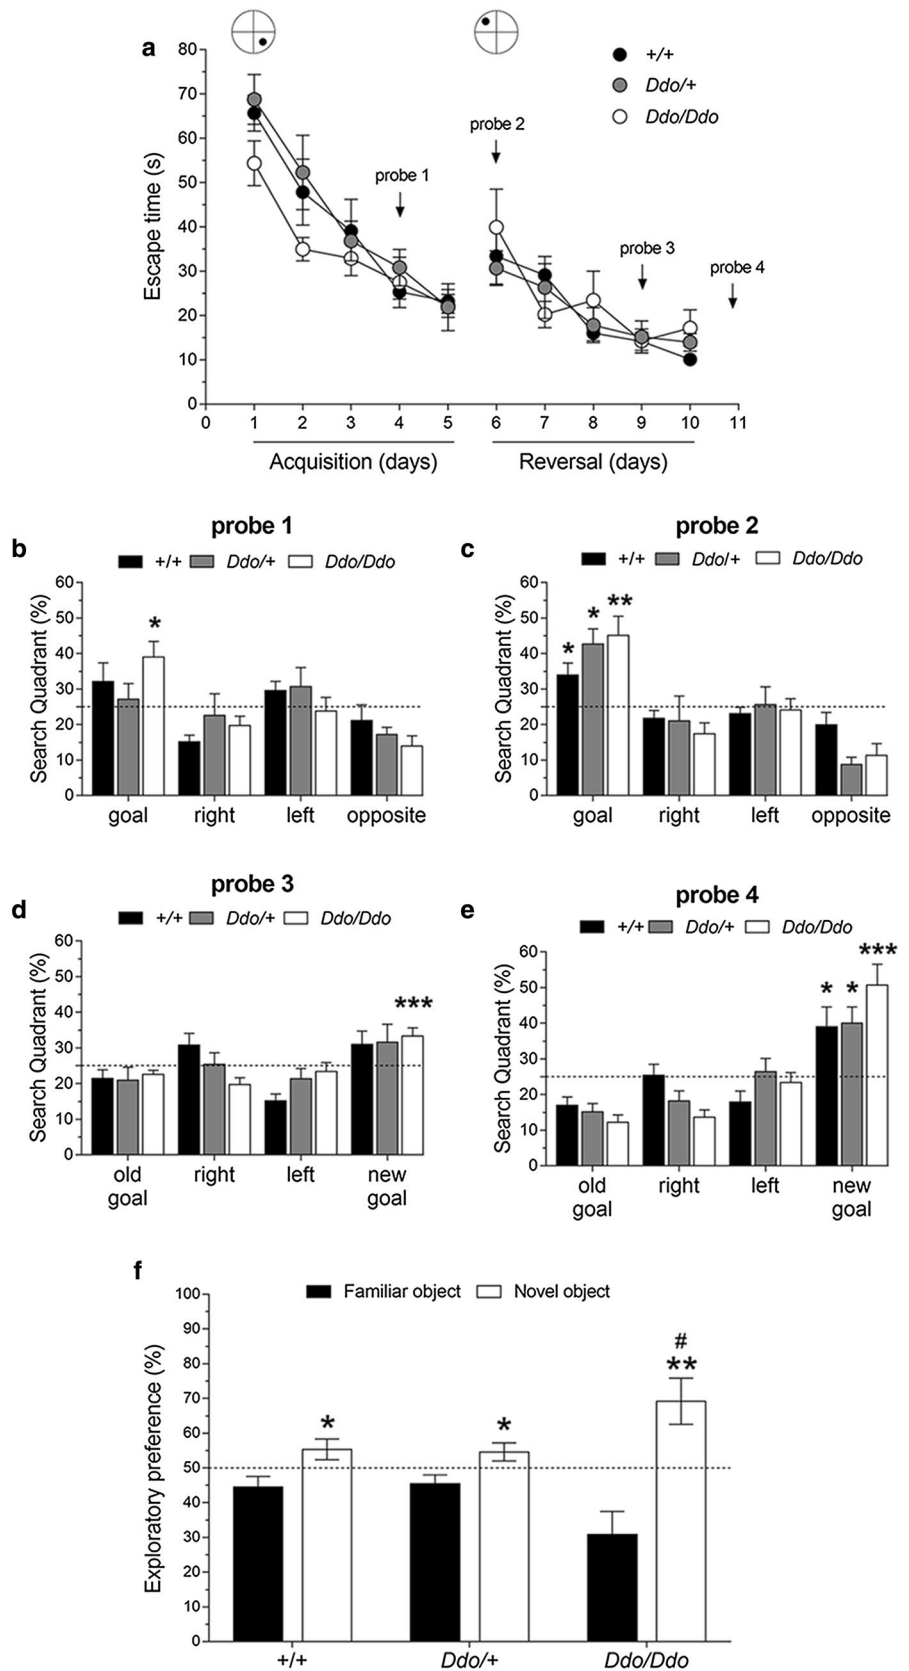 a
80
70
60
50
40
30
20
10
0
Escape time (s)
+/+
Ddo/+
Ddo/Ddo
probe 1
probe 2
probe 3
probe 4
0 1 2 3 4 5 6 7 8 9 10 11
Acquisition (days) Reversal (days)
b
probe 1
+/+ Ddo/+ Ddo/Ddo
Search Quadrant (%)
60
50
40
30
20
10
0
*
goal right left opposite
c
probe 2
+/+ Ddo/+ Ddo/Ddo
Search Quadrant (%)
60
50
40
30
20
10
0
* * **
goal right left opposite
d
probe 3
+/+ Ddo/+ Ddo/Ddo
Search Quadrant (%)
60
50
40
30
20
10
0
***
old right left new
goal goal
e
probe 4
+/+ Ddo/+ Ddo/Ddo
Search Quadrant (%)
60
50
40
30
20
10
0
* * ***
old right left new
goal goal
f
Familiar object Novel object
Exploratory preference (%)
100
90
80
70
60
50
40
30
20
10
0
#
* * **
+/+ Ddo/+ Ddo/Ddo